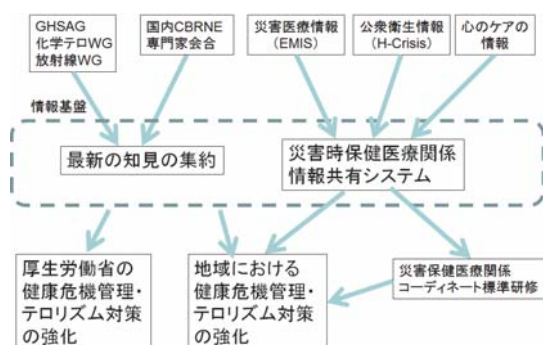 GHSAG
化学テロWG
放射線WG
国内CBRNE
専門家会合
災害医療情報
(EMIS)
公衆衛生情報
(H-Crisis)
心のケアの
情報
情報基盤
最新の知見の集約
災害時保健医療関係
情報共有システム
厚生労働省の
健康危機管理・
テロリズム対策
の強化
地域における
健康危機管理・
テロリズム対策
の強化
災害保健医療関係
コーディネート標準研修